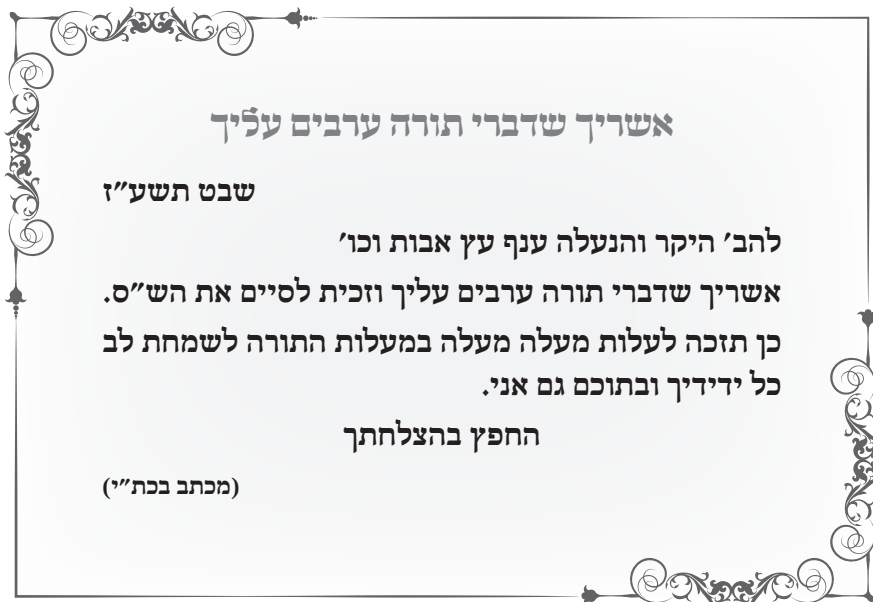 אשריך שדברי תורה ערבים עליך
שבט תשע״ז
להב׳ היקר והנעלה ענף עץ אבות וכו׳
אשריך שדברי תורה ערבים עליך וזכית לסיים את הש״ס.
כן תזכה לעלות מעלה מעלה במעלות התורה לשמחת לב
כל ידידיך ובתוכם גם אני.
החפץ בהצלחתך
(מכתב בכת״י)